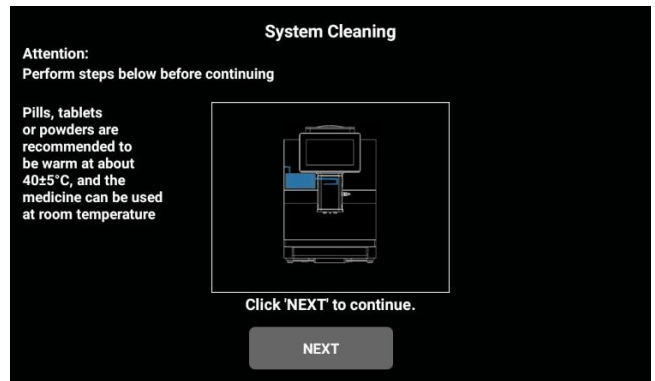 System Cleaning
Attention:
Perform steps below before continuing
Pills, tablets
or powders are
recommended to
be warm at about
40±5°C, and the
medicine can be used
at room temperature
Click 'NEXT' to continue.
NEXT